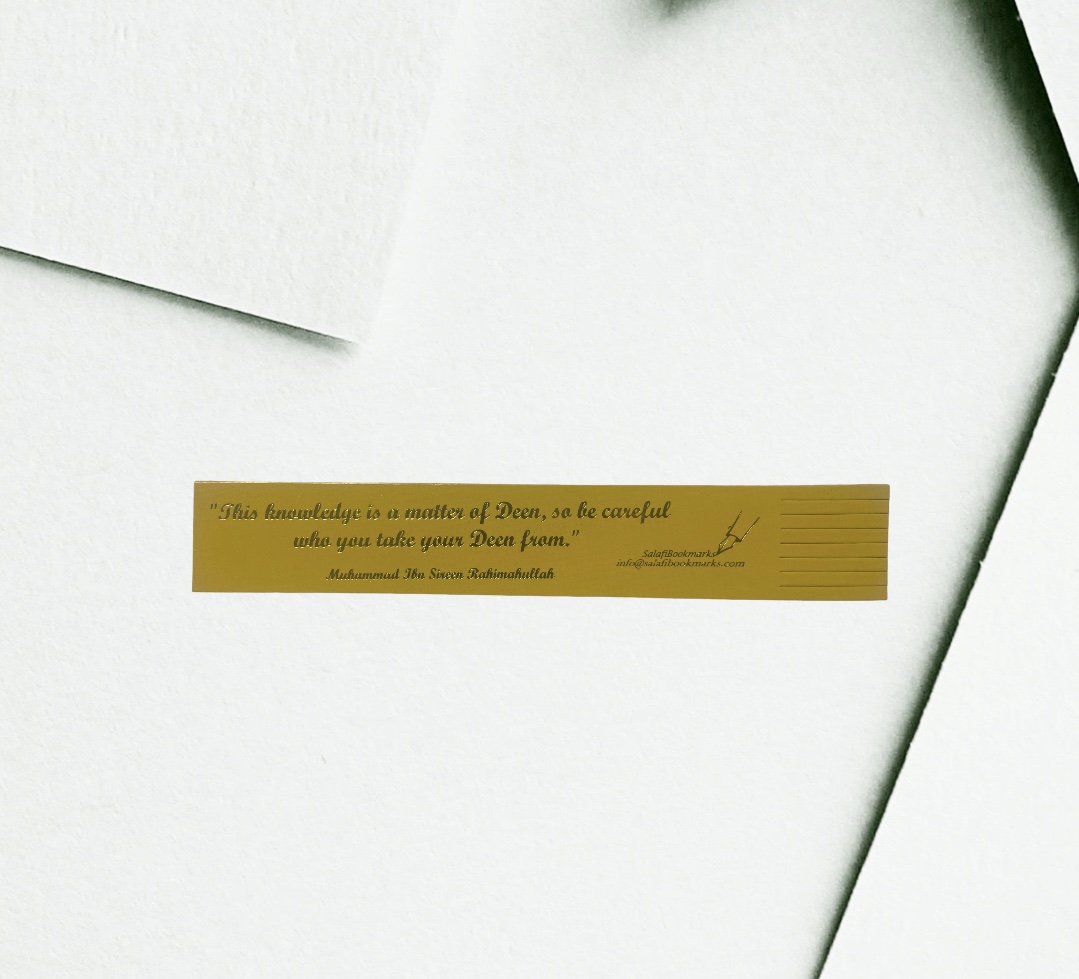 "This knowledge is a matter of Deen, so be careful
who you take your Deen from."
Muhammad Ibn Sireen Rahimahullah
SalafiBookmarks
info@salafibookmarks.com